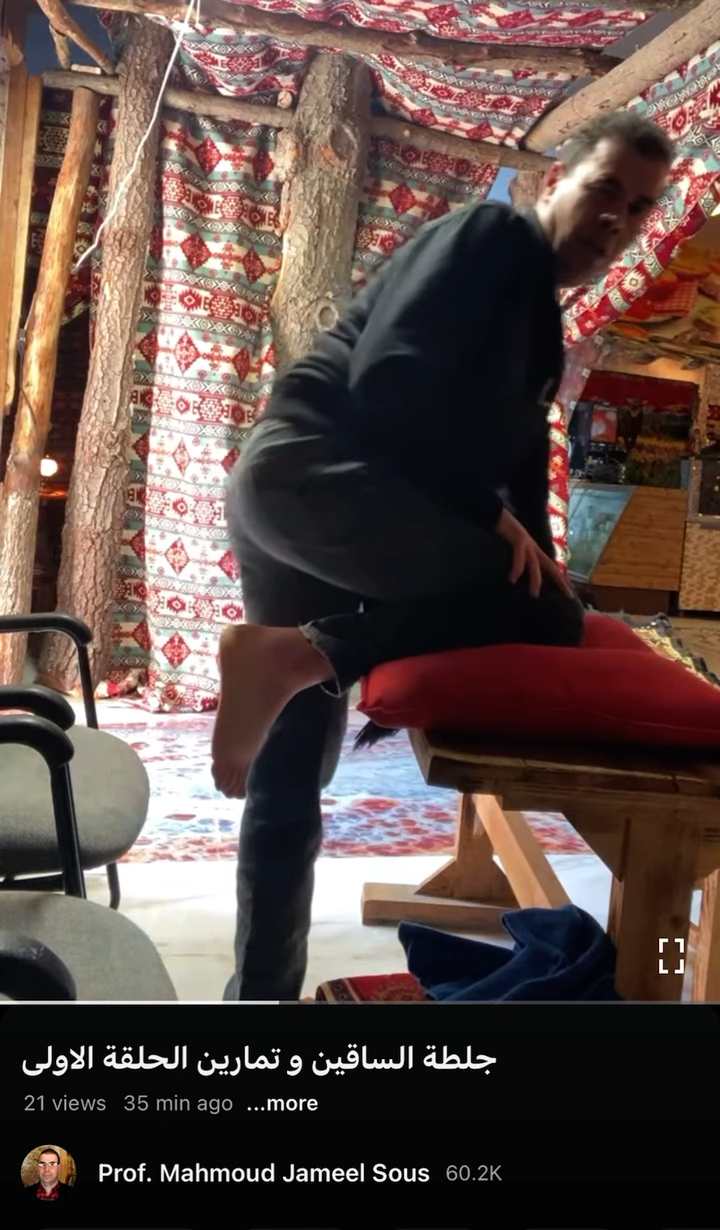 جلطة الساقين و تمارين الحلقة الاولى
21 views 35 min ago ...more
Prof. Mahmoud Jameel Sous 60.2K